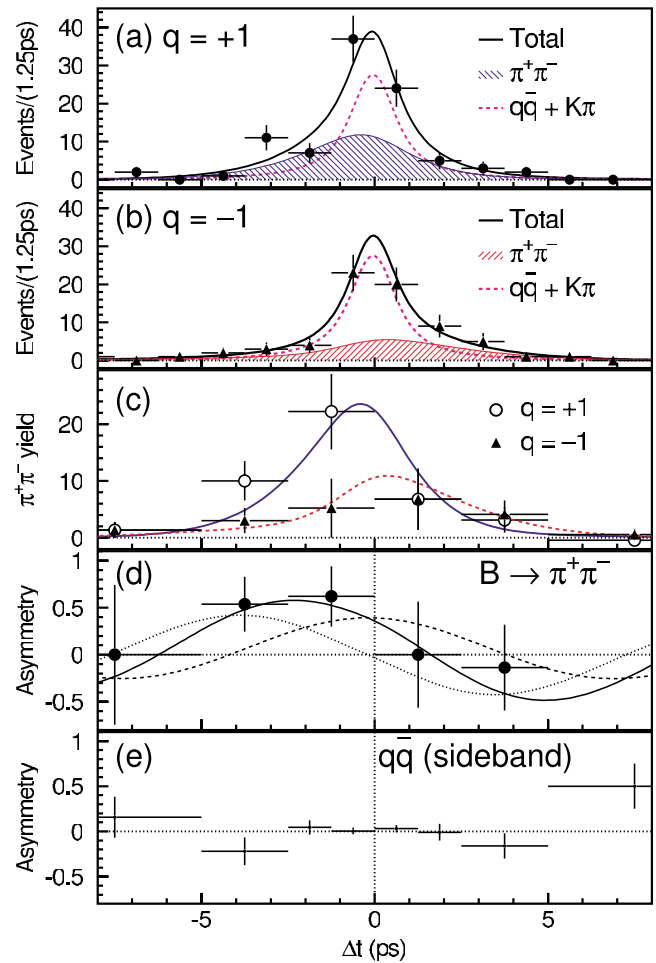 (a) q = +1
Total
π⁺π⁻
qq̄ + Kπ
Events/(1.25ps)
40
30
20
10
0
(b) q = −1
Total
π⁺π⁻
qq̄ + Kπ
Events/(1.25ps)
30
20
10
0
(c)
q = +1
q = −1
π⁺π⁻ yield
20
10
0
(d)
B → π⁺π⁻
Asymmetry
1
0.5
0
-0.5
(e)
qq̄ (sideband)
Asymmetry
1
0.5
0
-0.5
-5 0 5
Δt (ps)